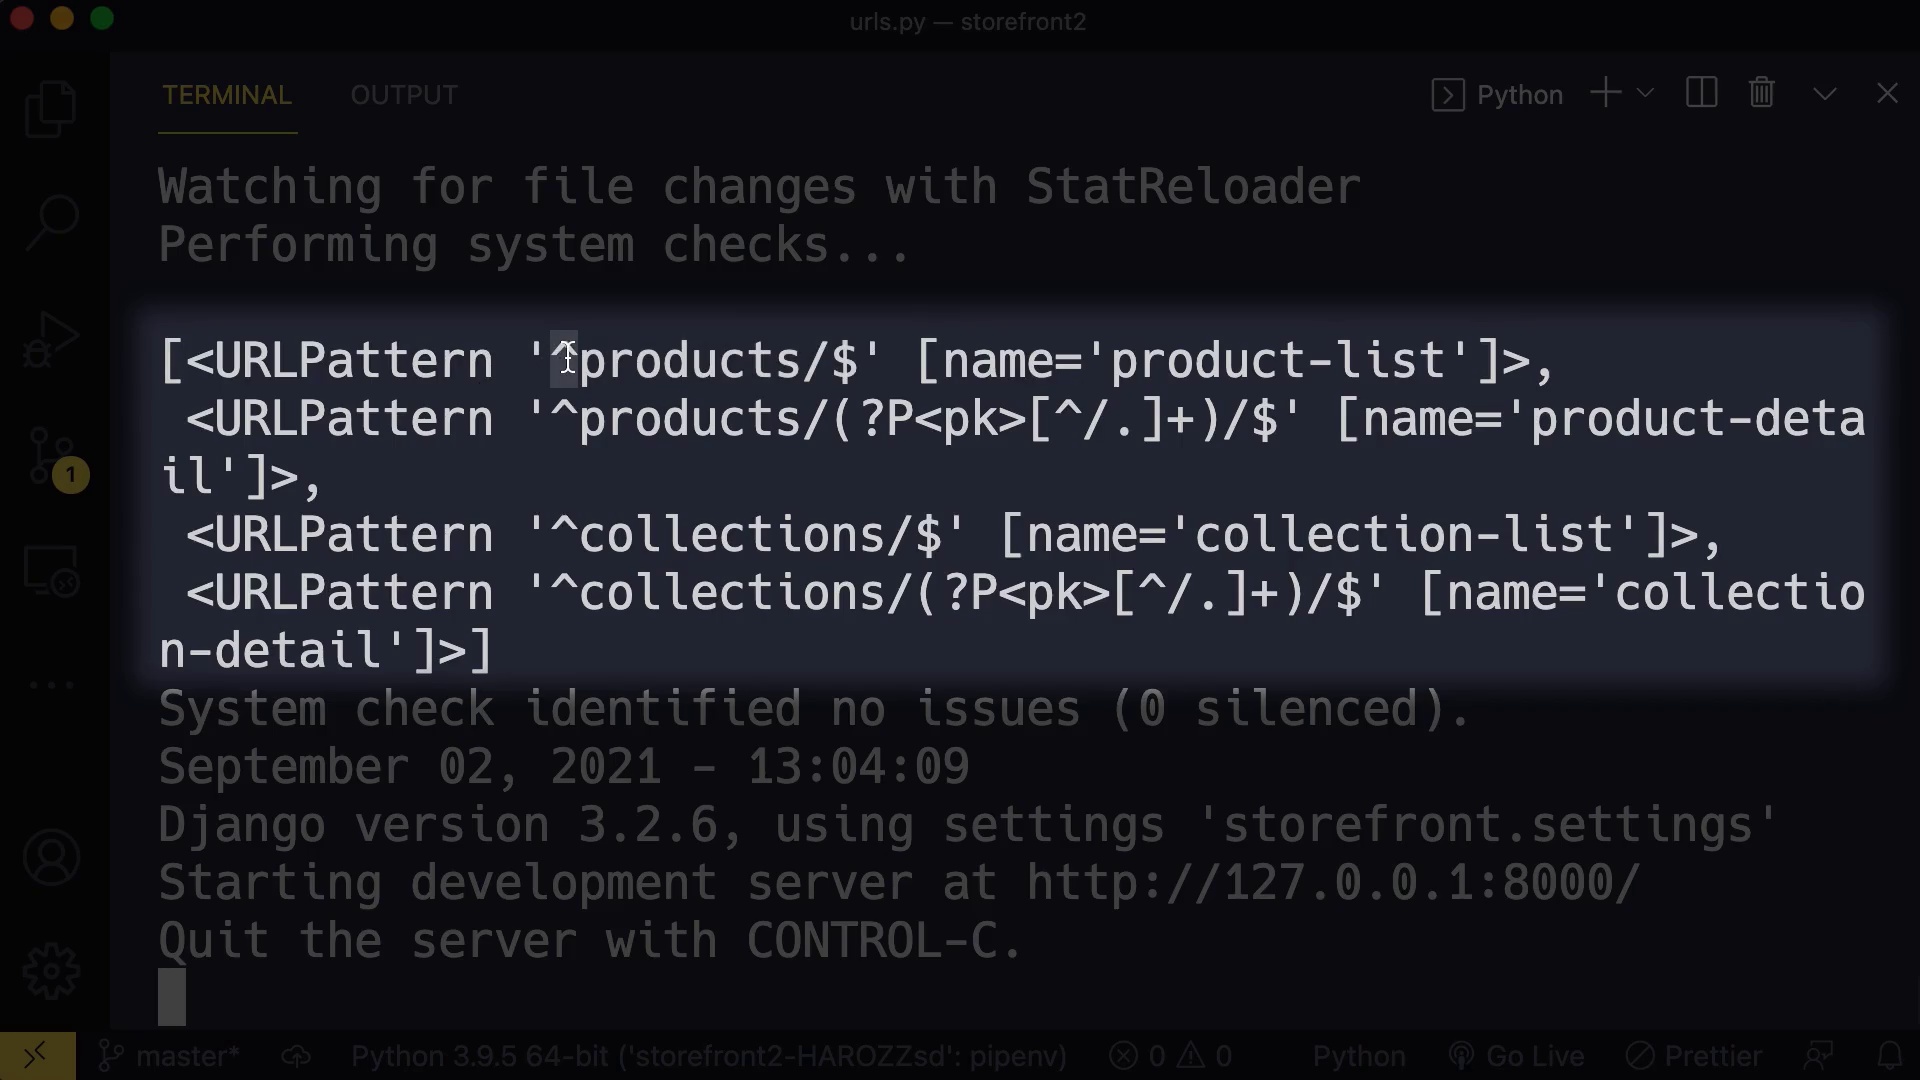 urls.py — storefront2
TERMINAL OUTPUT Python
Watching for file changes with StatReloader
Performing system checks...
[<URLPattern '^products/$' [name='product-list']>,
<URLPattern '^products/(?P<pk>[^/.]+)/$' [name='product-deta
il']>,
<URLPattern '^collections/$' [name='collection-list']>,
<URLPattern '^collections/(?P<pk>[^/.]+)/$' [name='collectio
n-detail']>]
System check identified no issues (0 silenced).
September 02, 2021 - 13:04:09
Django version 3.2.6, using settings 'storefront.settings'
Starting development server at http://127.0.0.1:8000/
Quit the server with CONTROL-C.
1
master* Python 3.9.5 64-bit ('storefront2-HAROZZsd': pipenv) 0 0 Python Go Live Prettier